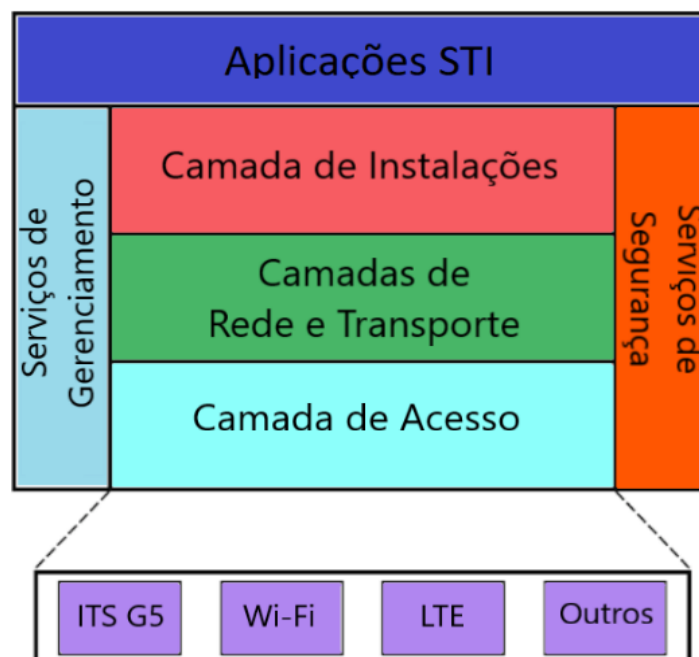 Aplicações STI
Serviços de
Gerenciamento
Camada de Instalações
Camadas de
Rede e Transporte
Camada de Acesso
Serviços de
Segurança
ITS G5
Wi-Fi
LTE
Outros